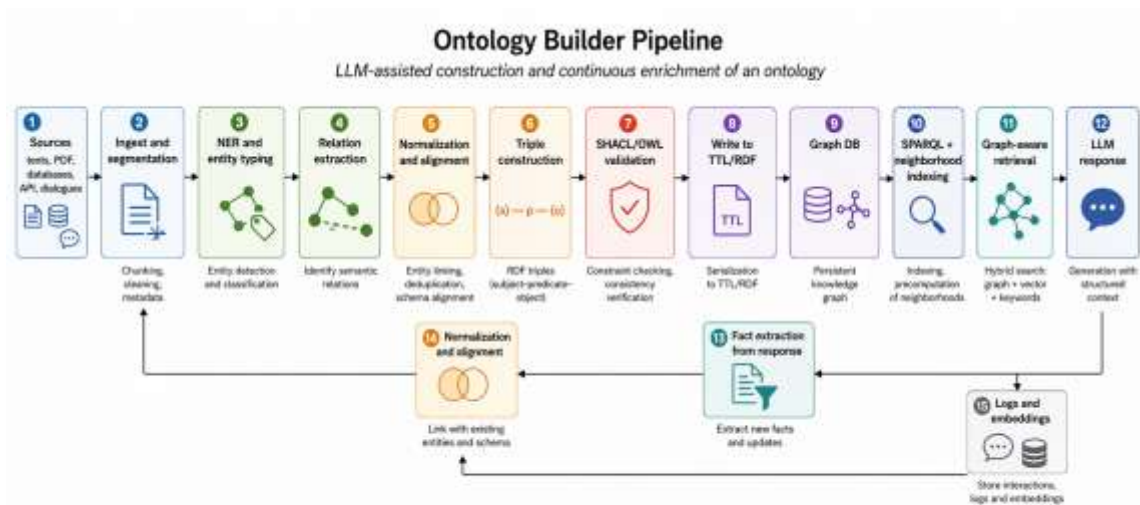 Ontology Builder Pipeline
LLM-assisted construction and continuous enrichment of an ontology
1
Sources
texts, PDF,
databases,
API, dialogues
2
Ingest and
segmentation
Chunking,
cleaning,
metadata
3
NER and
entity typing
Entity detection
and classification
4
Relation
extraction
Identify semantic
relations
5
Normalization
and alignment
Entity linking,
deduplication,
schema alignment
6
Triple
construction
(s) — p — (o)
RDF triples
(subject-predicate-
object)
7
SHACL/OWL
validation
Constraint checking,
consistency
verification
8
Write to
TTL/RDF
TTL
Serialization
to TTL/RDF
9
Graph DB
Persistent
knowledge
graph
10
SPARQL +
neighborhood
indexing
Indexing,
precomputation
of neighborhoods
11
Graph-aware
retrieval
Hybrid search:
graph + vector
+ keywords
12
LLM
response
Generation with
structured
context
14
Normalization
and alignment
Link with existing
entities and schema
13
Fact extraction
from response
Extract new facts
and updates
15
Logs and
embeddings
Store interactions,
logs and embeddings